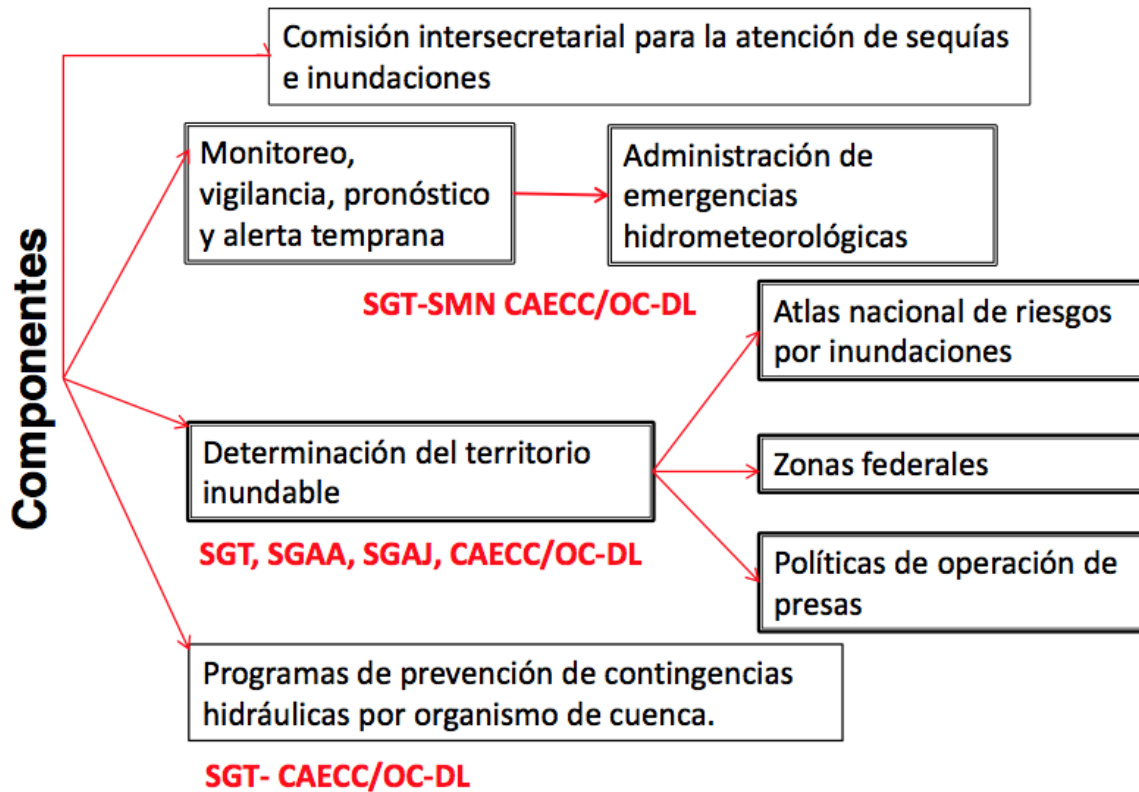 Componentes
Comisión intersecretarial para la atención de sequías
e inundaciones
Monitoreo,
vigilancia, pronóstico
y alerta temprana
Administración de
emergencias
hidrometeorológicas
SGT-SMN CAECC/OC-DL
Determinación del territorio
inundable
SGT, SGAA, SGAJ, CAECC/OC-DL
Atlas nacional de riesgos
por inundaciones
Zonas federales
Políticas de operación de
presas
Programas de prevención de contingencias
hidráulicas por organismo de cuenca.
SGT- CAECC/OC-DL